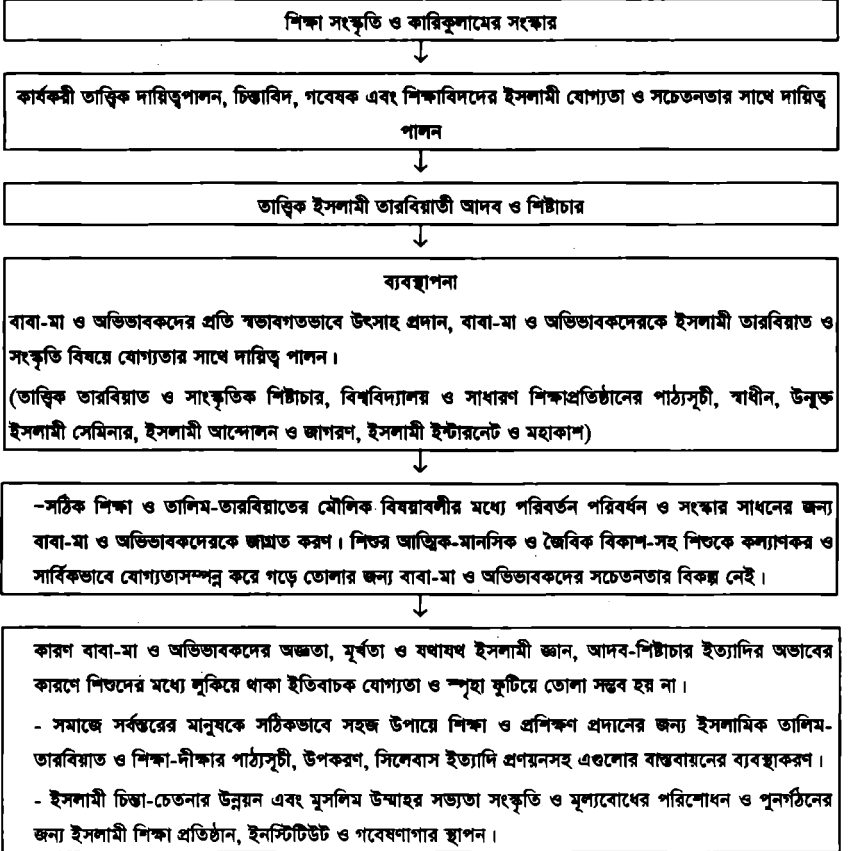 শিক্ষা সংস্কৃতি ও কারিকুলামের সংস্কার
↓
কার্যকরী তাত্ত্বিক দায়িত্বপালন, চিন্তাবিদ, গবেষক এবং শিক্ষাবিদদের ইসলামী যোগ্যতা ও সচেতনতার সাথে দায়িত্ব
পালন
↓
তাত্ত্বিক ইসলামী তারবিয়াতী আদব ও শিষ্টাচার
↓
ব্যবস্থাপনা
বাবা-মা ও অভিভাবকদের প্রতি স্বভাবগতভাবে উৎসাহ প্রদান, বাবা-মা ও অভিভাবকদেরকে ইসলামী তারবিয়াত ও
সংস্কৃতি বিষয়ে যোগ্যতার সাথে দায়িত্ব পালন।
(তাত্ত্বিক তারবিয়াত ও সাংস্কৃতিক শিষ্টাচার, বিশ্ববিদ্যালয় ও সাধারণ শিক্ষাপ্রতিষ্ঠানের পাঠ্যসূচী, স্বাধীন, উন্মুক্ত
ইসলামী সেমিনার, ইসলামী আন্দোলন ও জাগরণ, ইসলামী ইন্টারনেট ও মহাকাশ)
↓
–সঠিক শিক্ষা ও তালিম-তারবিয়াতের মৌলিক বিষয়াবলীর মধ্যে পরিবর্তন পরিবর্ধন ও সংস্কার সাধনের জন্য
বাবা-মা ও অভিভাবকদেরকে জাগ্রত করণ। শিশুর আত্মিক-মানসিক ও জৈবিক বিকাশ-সহ শিশুকে কল্যাণকর ও
সার্বিকভাবে যোগ্যতাসম্পন্ন করে গড়ে তোলার জন্য বাবা-মা ও অভিভাবকদের সচেতনতার বিকল্প নেই।
↓
কারণ বাবা-মা ও অভিভাবকদের অজ্ঞতা, মূর্খতা ও যথাযথ ইসলামী জ্ঞান, আদব-শিষ্টাচার ইত্যাদির অভাবের
কারণে শিশুদের মধ্যে লুকিয়ে থাকা ইতিবাচক যোগ্যতা ও স্পৃহা ফুটিয়ে তোলা সম্ভব হয় না।
- সমাজে সর্বস্তরের মানুষকে সঠিকভাবে সহজ উপায়ে শিক্ষা ও প্রশিক্ষণ প্রদানের জন্য ইসলামিক তালিম-
তারবিয়াত ও শিক্ষা-দীক্ষার পাঠ্যসূচী, উপকরণ, সিলেবাস ইত্যাদি প্রণয়নসহ এগুলোর বাস্তবায়নের ব্যবস্থাকরণ।
- ইসলামী চিন্তা-চেতনার উন্নয়ন এবং মুসলিম উম্মাহর সভ্যতা সংস্কৃতি ও মূল্যবোধের পরিশোধন ও পুনর্গঠনের
জন্য ইসলামী শিক্ষা প্রতিষ্ঠান, ইনস্টিটিউট ও গবেষণাগার স্থাপন।